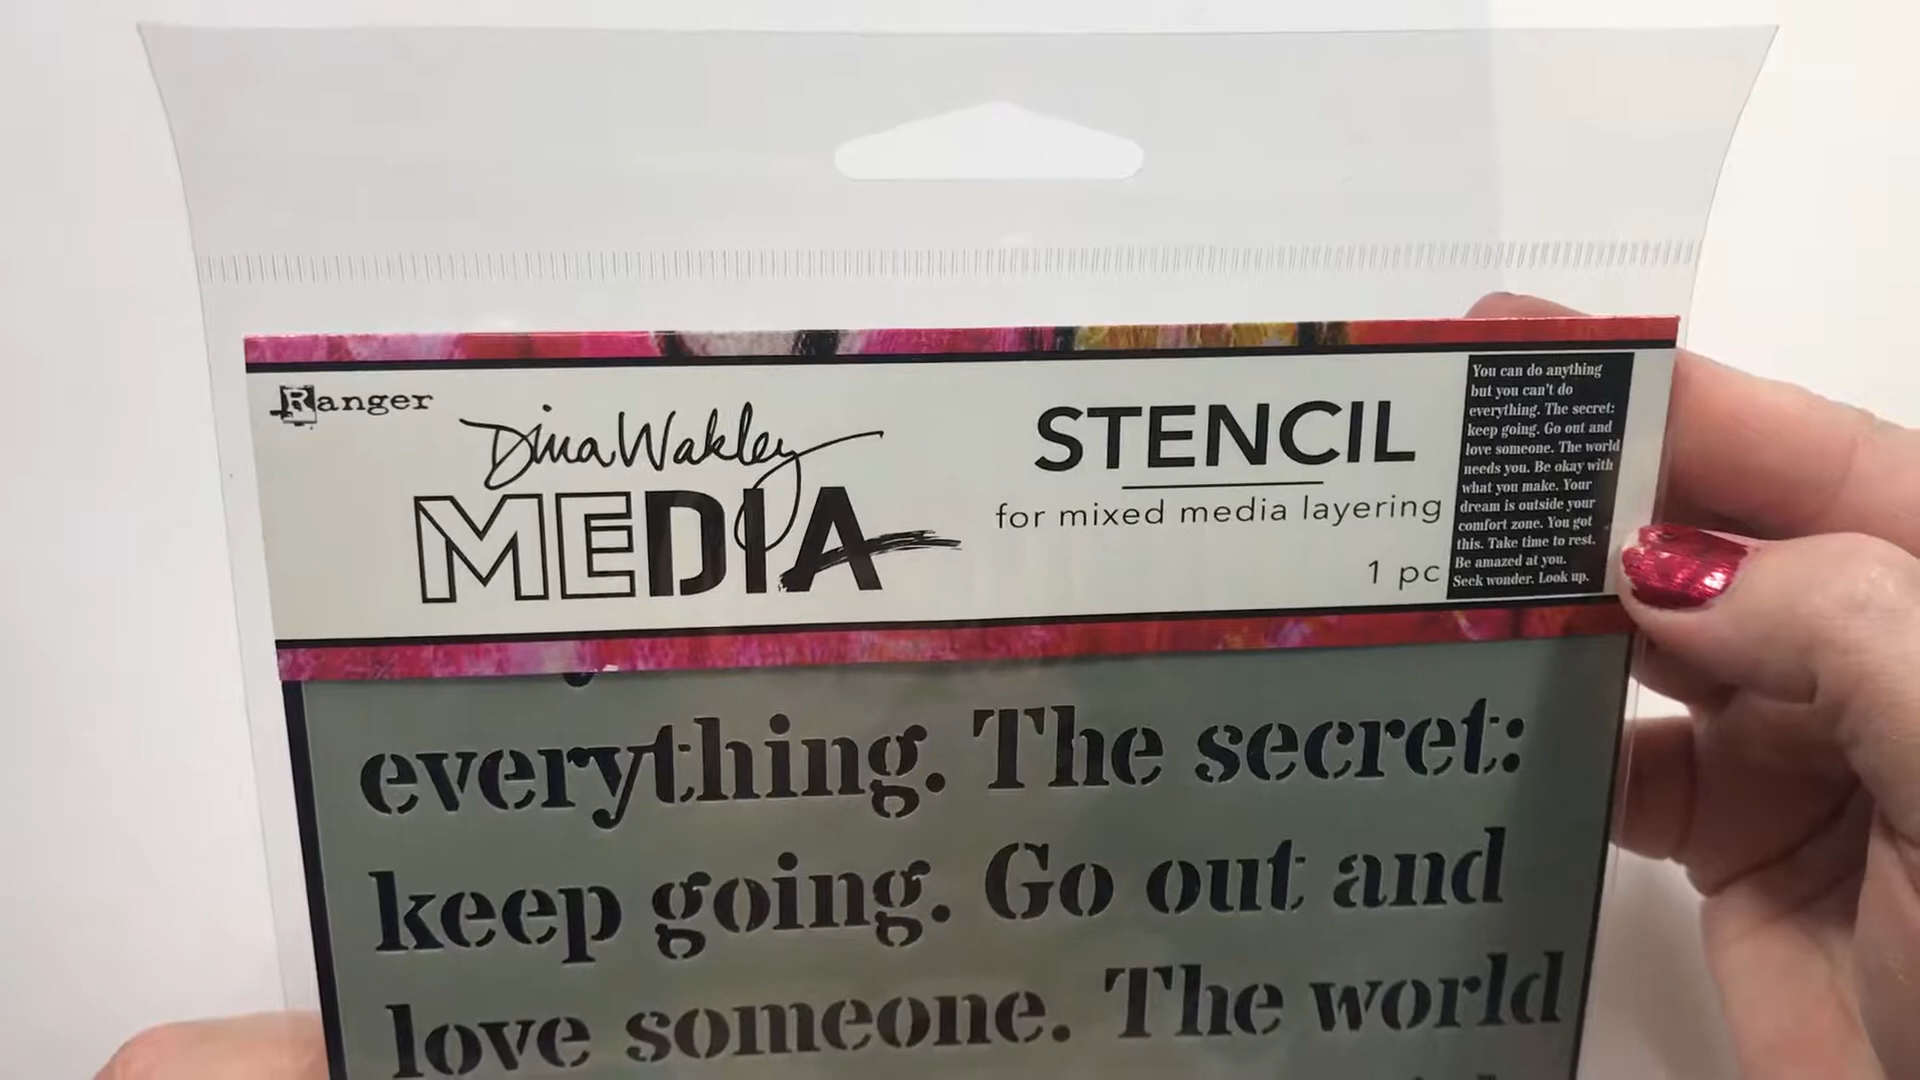 Ranger
Dina Wakley
MEDIA
STENCIL
for mixed media layering
1 pc
You can do anything
but you can't do
everything. The secret:
keep going. Go out and
love someone. The world
needs you. Be okay with
what you make. Your
dream is outside your
comfort zone. You got
this. Take time to rest.
Be amazed at you.
Seek wonder. Look up.
everything. The secret:
keep going. Go out and
love someone. The world